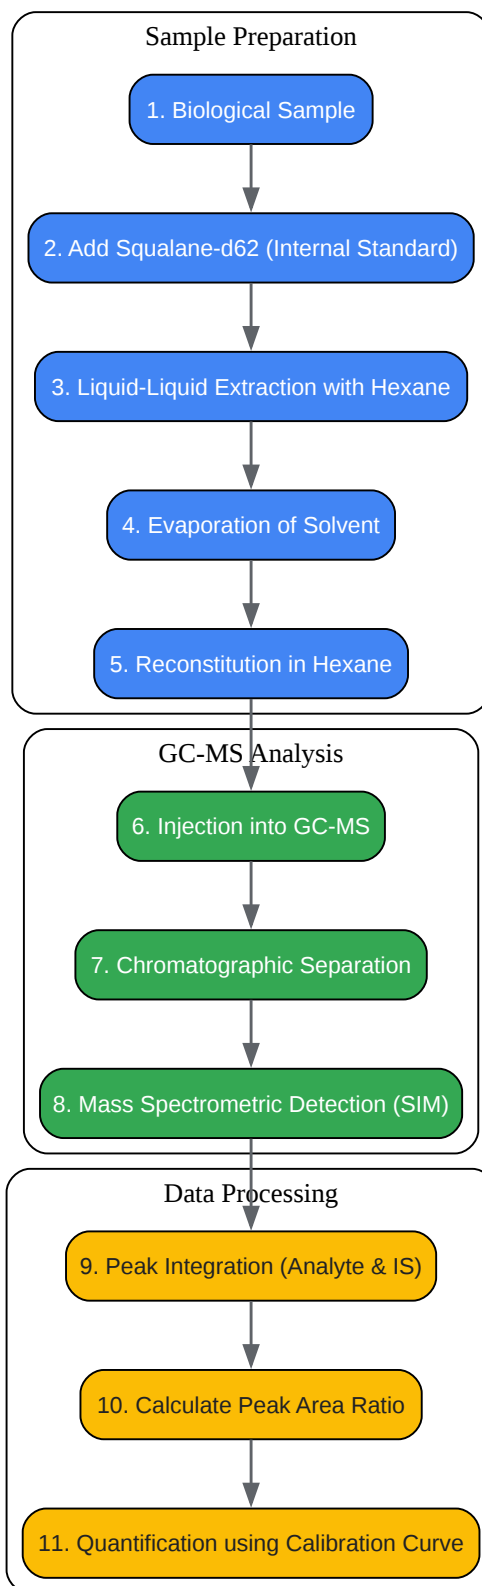 Sample Preparation
1. Biological Sample
2. Add Squalane-d62 (Internal Standard)
3. Liquid-Liquid Extraction with Hexane
4. Evaporation of Solvent
5. Reconstitution in Hexane
GC-MS Analysis
6. Injection into GC-MS
7. Chromatographic Separation
8. Mass Spectrometric Detection (SIM)
Data Processing
9. Peak Integration (Analyte & IS)
10. Calculate Peak Area Ratio
11. Quantification using Calibration Curve